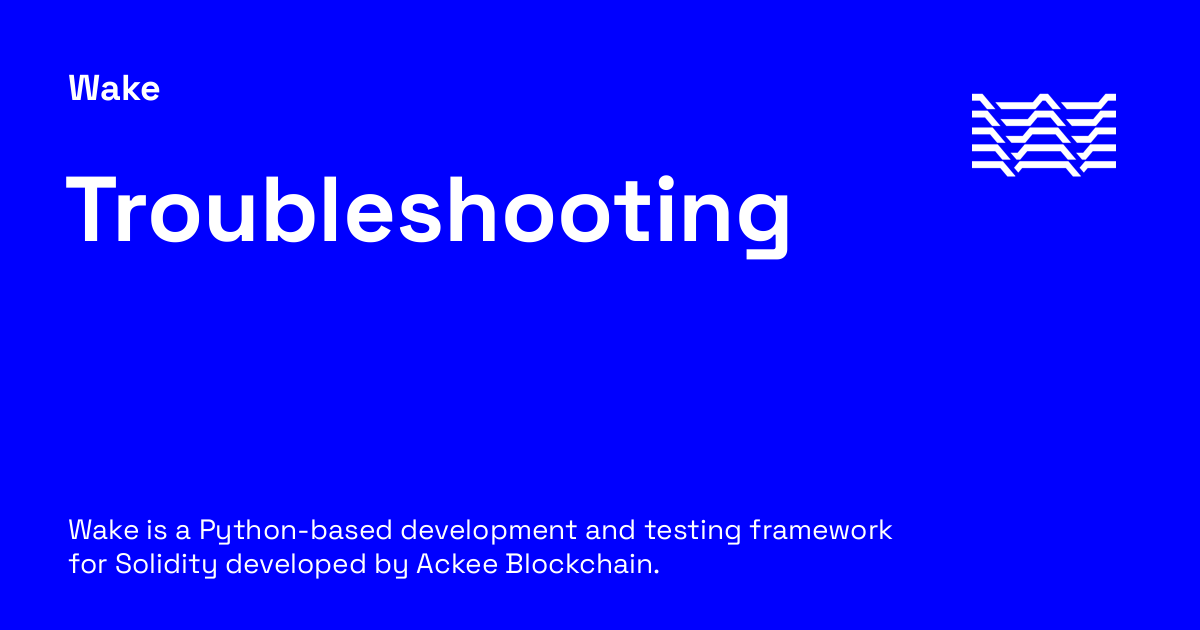 Wake
Troubleshooting
Wake is a Python-based development and testing framework
for Solidity developed by Ackee Blockchain.